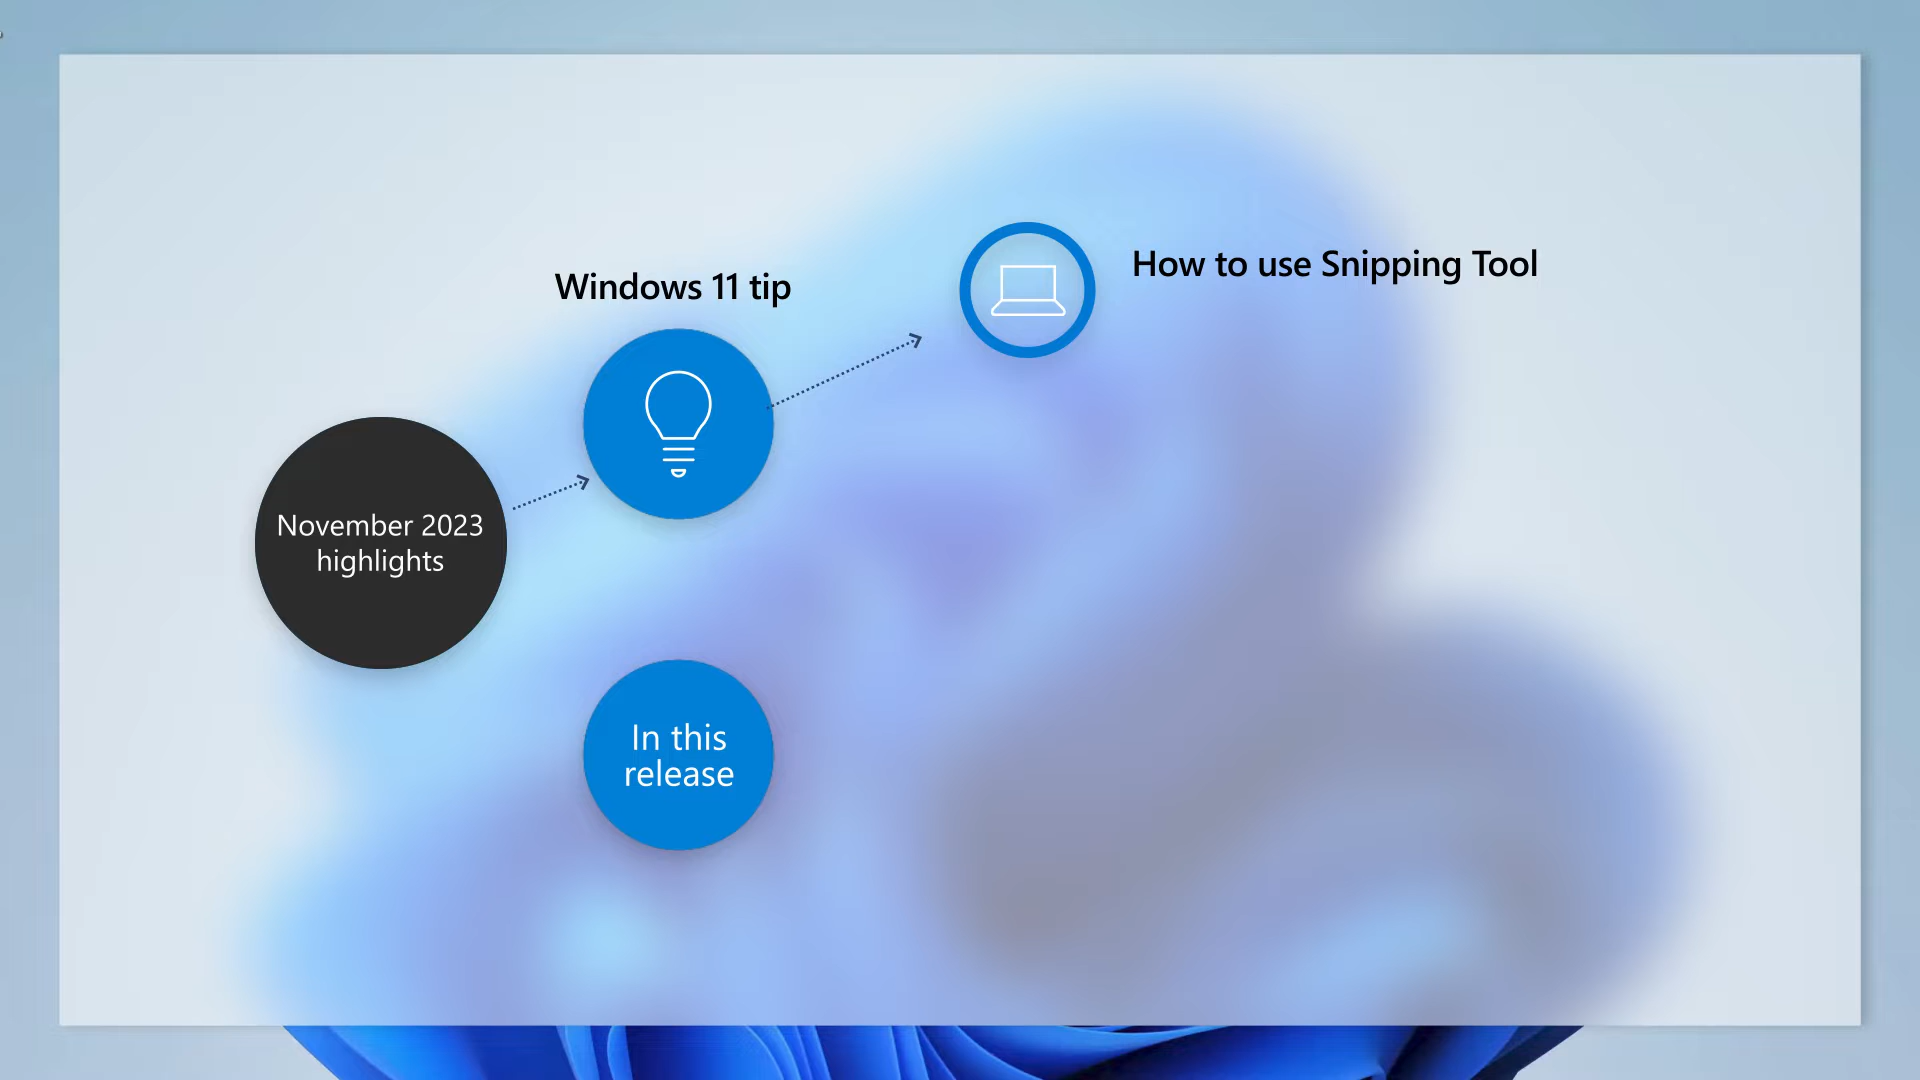 Windows 11 tip
How to use Snipping Tool
November 2023
highlights
In this
release